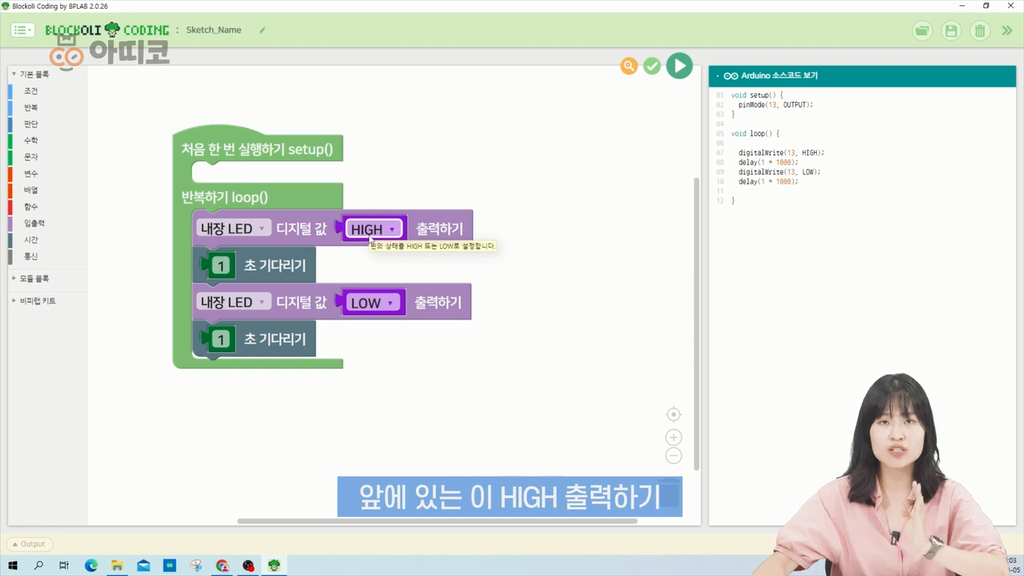 Blockoli Coding by BPLAB 2.0.26
BLOCKOLI CODING : Sketch_Name
아띠코
기본 블록
조건
반복
판단
수학
문자
변수
배열
함수
입출력
시간
통신
모듈 블록
비피랩 키트
처음 한 번 실행하기 setup()
반복하기 loop()
내장 LED 디지털 값 HIGH 출력하기
핀의 상태를 HIGH 또는 LOW로 설정합니다.
1 초 기다리기
내장 LED 디지털 값 LOW 출력하기
1 초 기다리기
Arduino 소스코드 보기
01 void setup() {
02 pinMode(13, OUTPUT);
03 }
04
05 void loop() {
06
07 digitalWrite(13, HIGH);
08 delay(1 * 1000);
09 digitalWrite(13, LOW);
10 delay(1 * 1000);
11
12 }
앞에 있는 이 HIGH 출력하기
Output